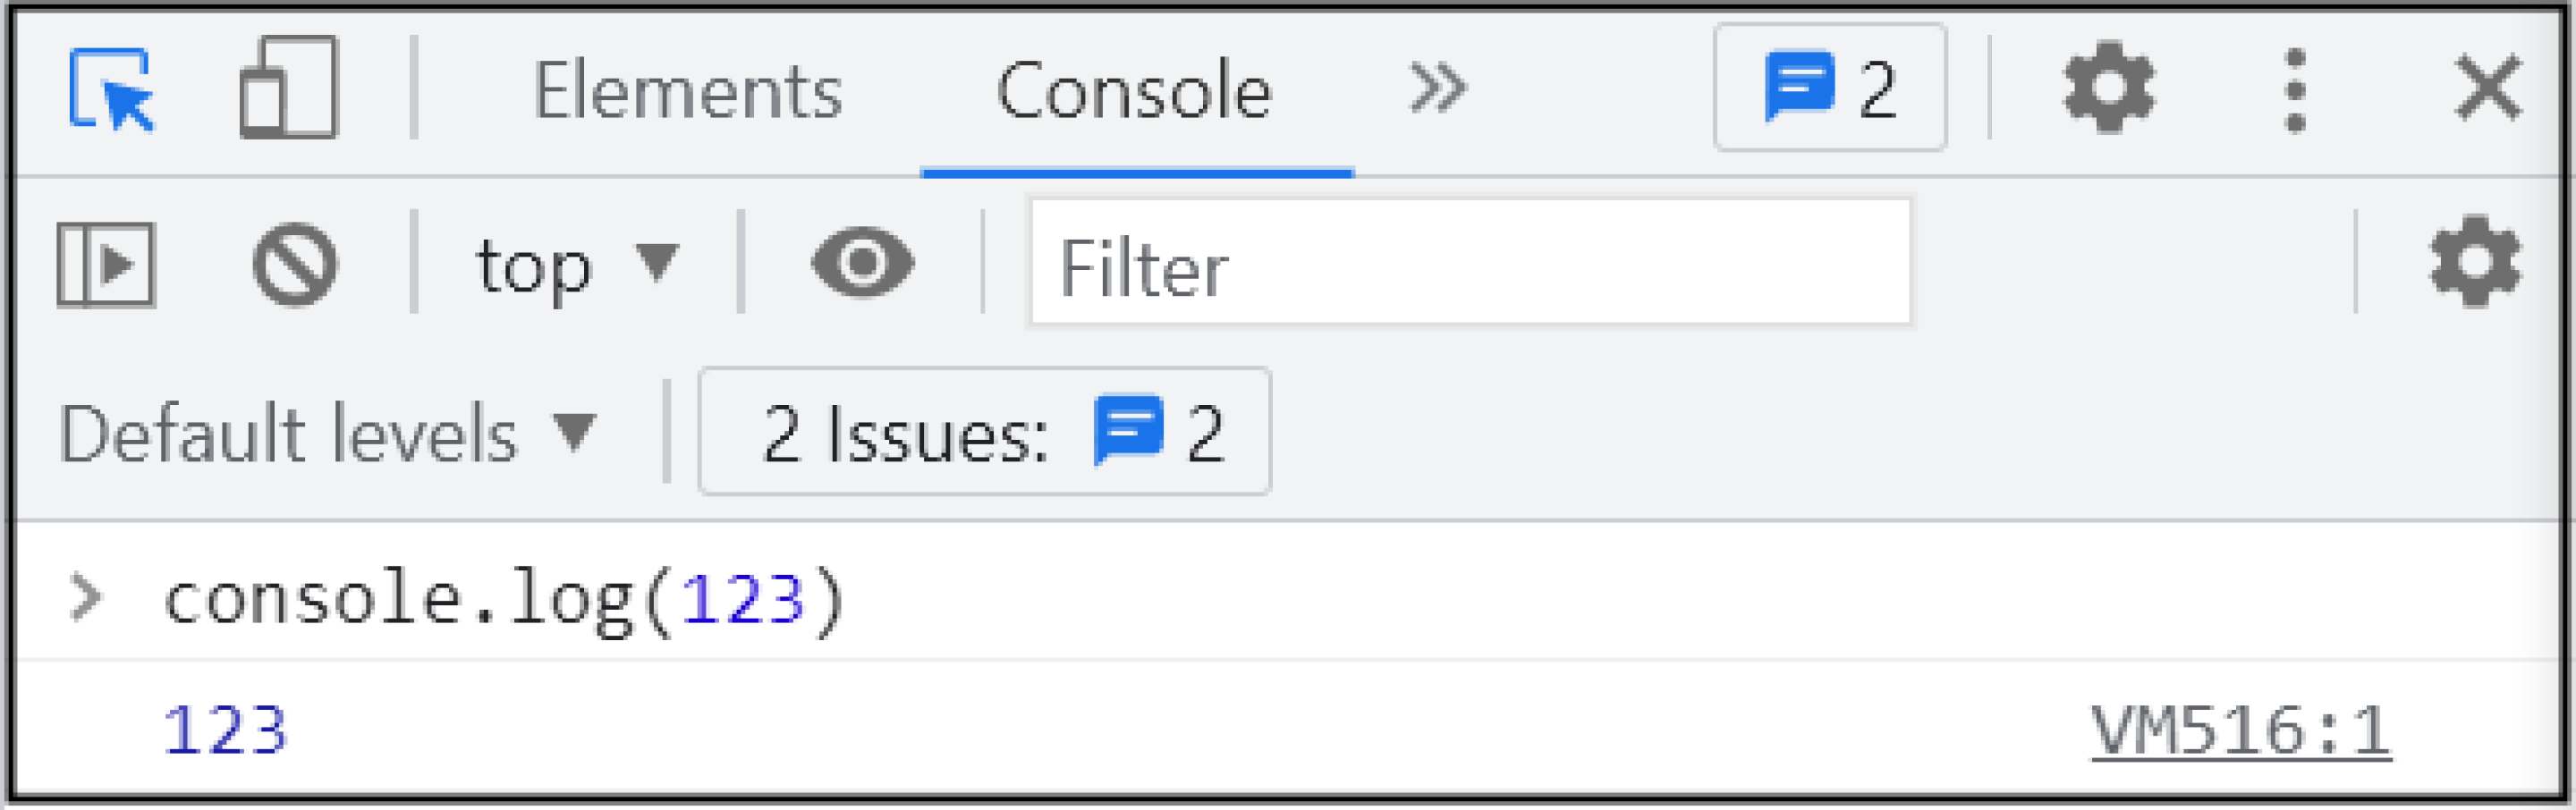 Elements Console 2
top Filter
Default levels 2 Issues: 2
console.log(123)
123 VM516:1